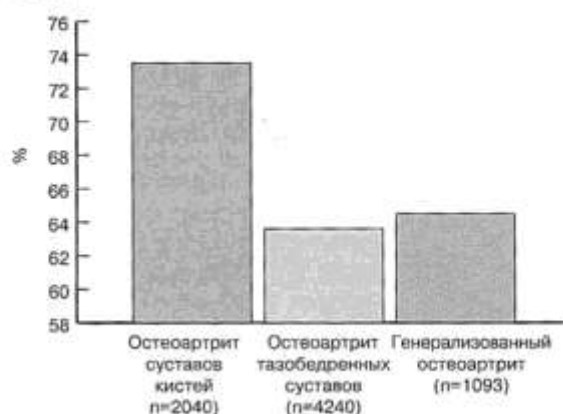 76
74
72
70
68
66
64
62
60
58
%
Остеоартрит
суставов
кистей
n=2040)
Остеоартрит
тазобедренных
суставов
(n=4240)
Генерализованный
остеоартрит
(n=1093)